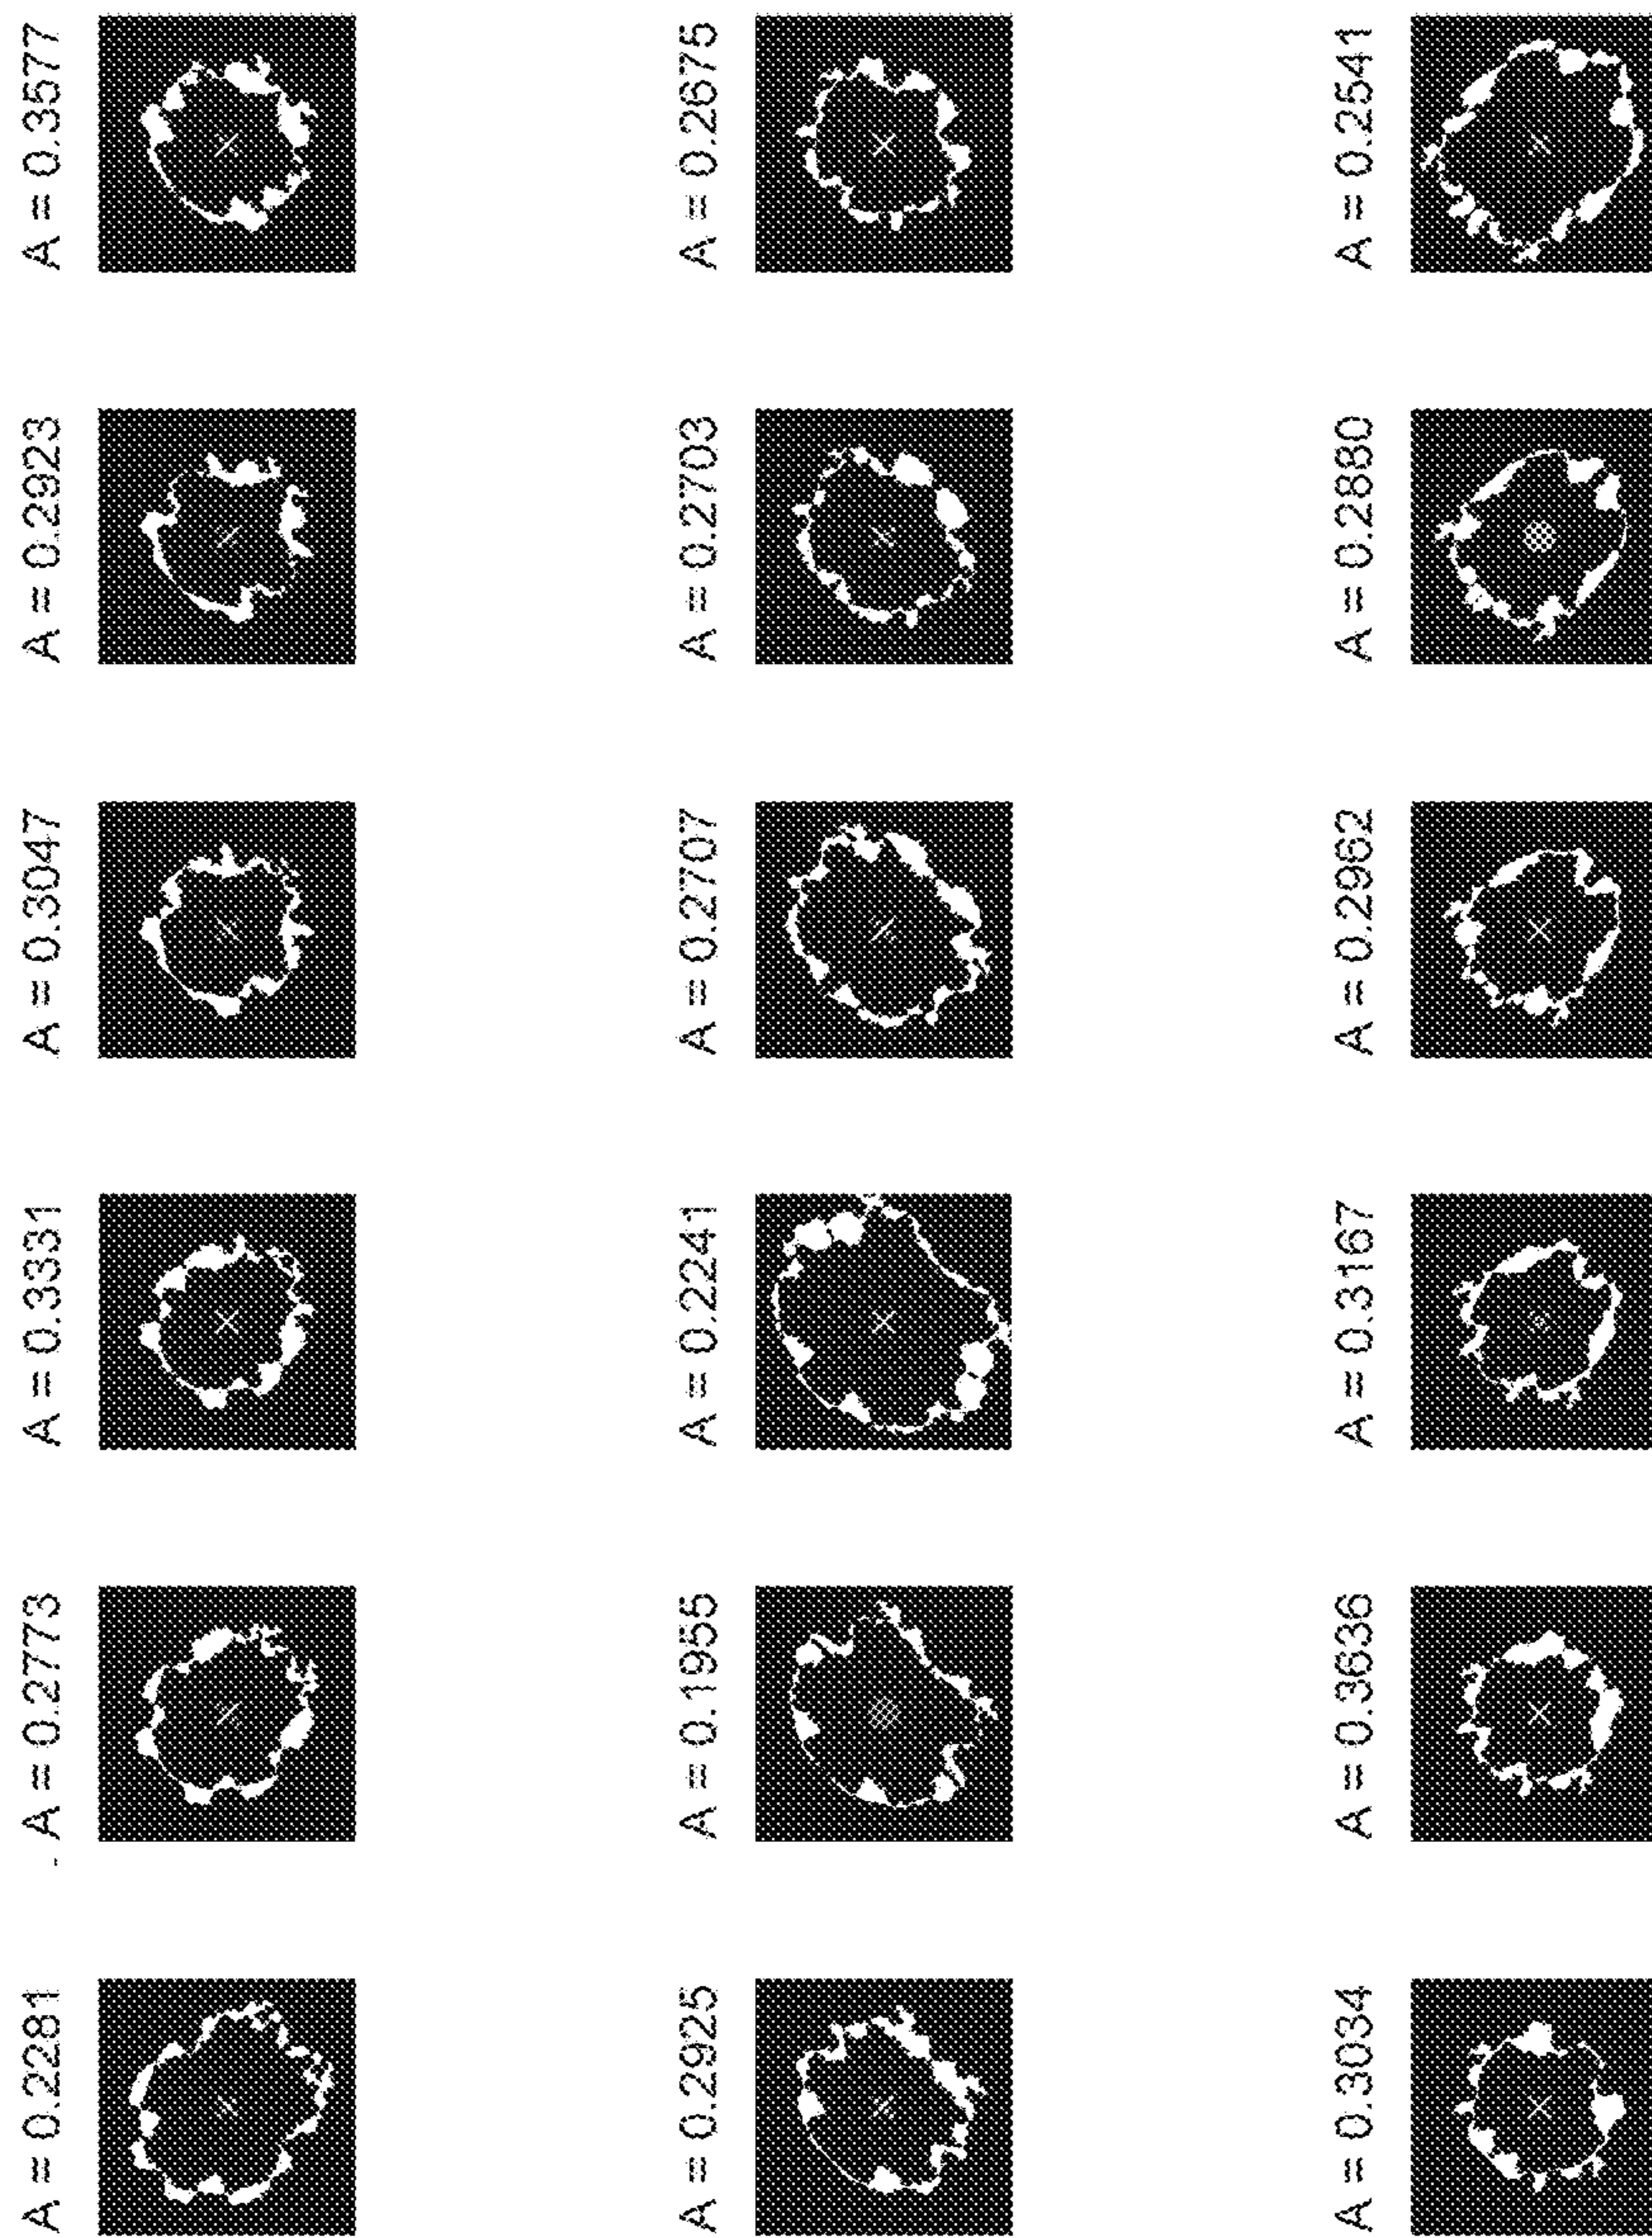 A = 0.2281
A = 0.2773
A = 0.3331
A = 0.3047
A = 0.2923
A = 0.3577
A = 0.2925
A = 0.1955
A = 0.2241
A = 0.2707
A = 0.2703
A = 0.2675
A = 0.3034
A = 0.3636
A = 0.3167
A = 0.2962
A = 0.2880
A = 0.2541